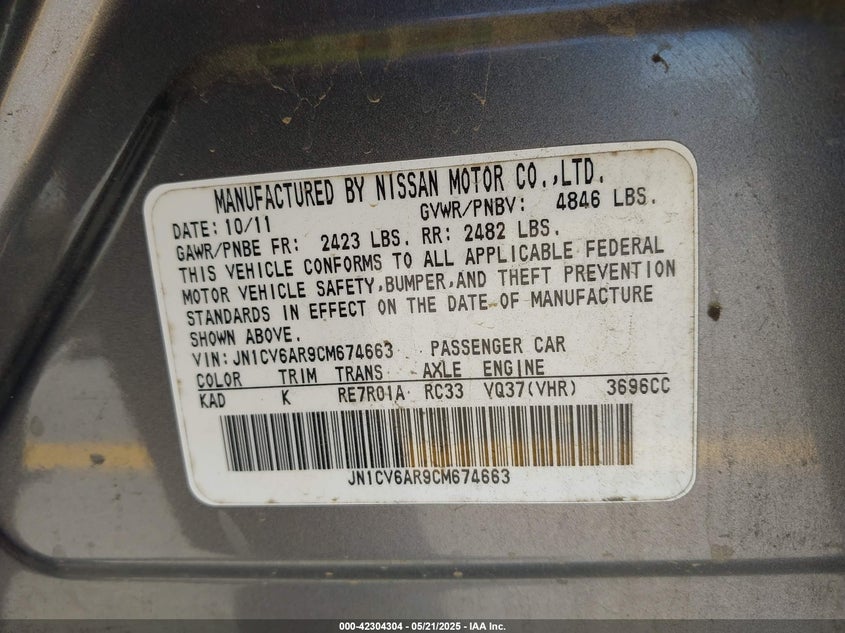 MANUFACTURED BY NISSAN MOTOR CO.,LTD.
DATE: 10/11 GVWR/PNBV: 4846 LBS.
GAWR/PNBE FR: 2423 LBS. RR: 2482 LBS.
THIS VEHICLE CONFORMS TO ALL APPLICABLE FEDERAL
MOTOR VEHICLE SAFETY,BUMPER,AND THEFT PREVENTION
STANDARDS IN EFFECT ON THE DATE OF MANUFACTURE
SHOWN ABOVE.
VIN:JN1CV6AR9CM674663 PASSENGER CAR
COLOR TRIM TRANS AXLE ENGINE
KAD K RE7R01A RC33 VQ37(VHR) 3696CC
JN1CV6AR9CM674663
000-42304304 — 05/21/2025 — IAA Inc.